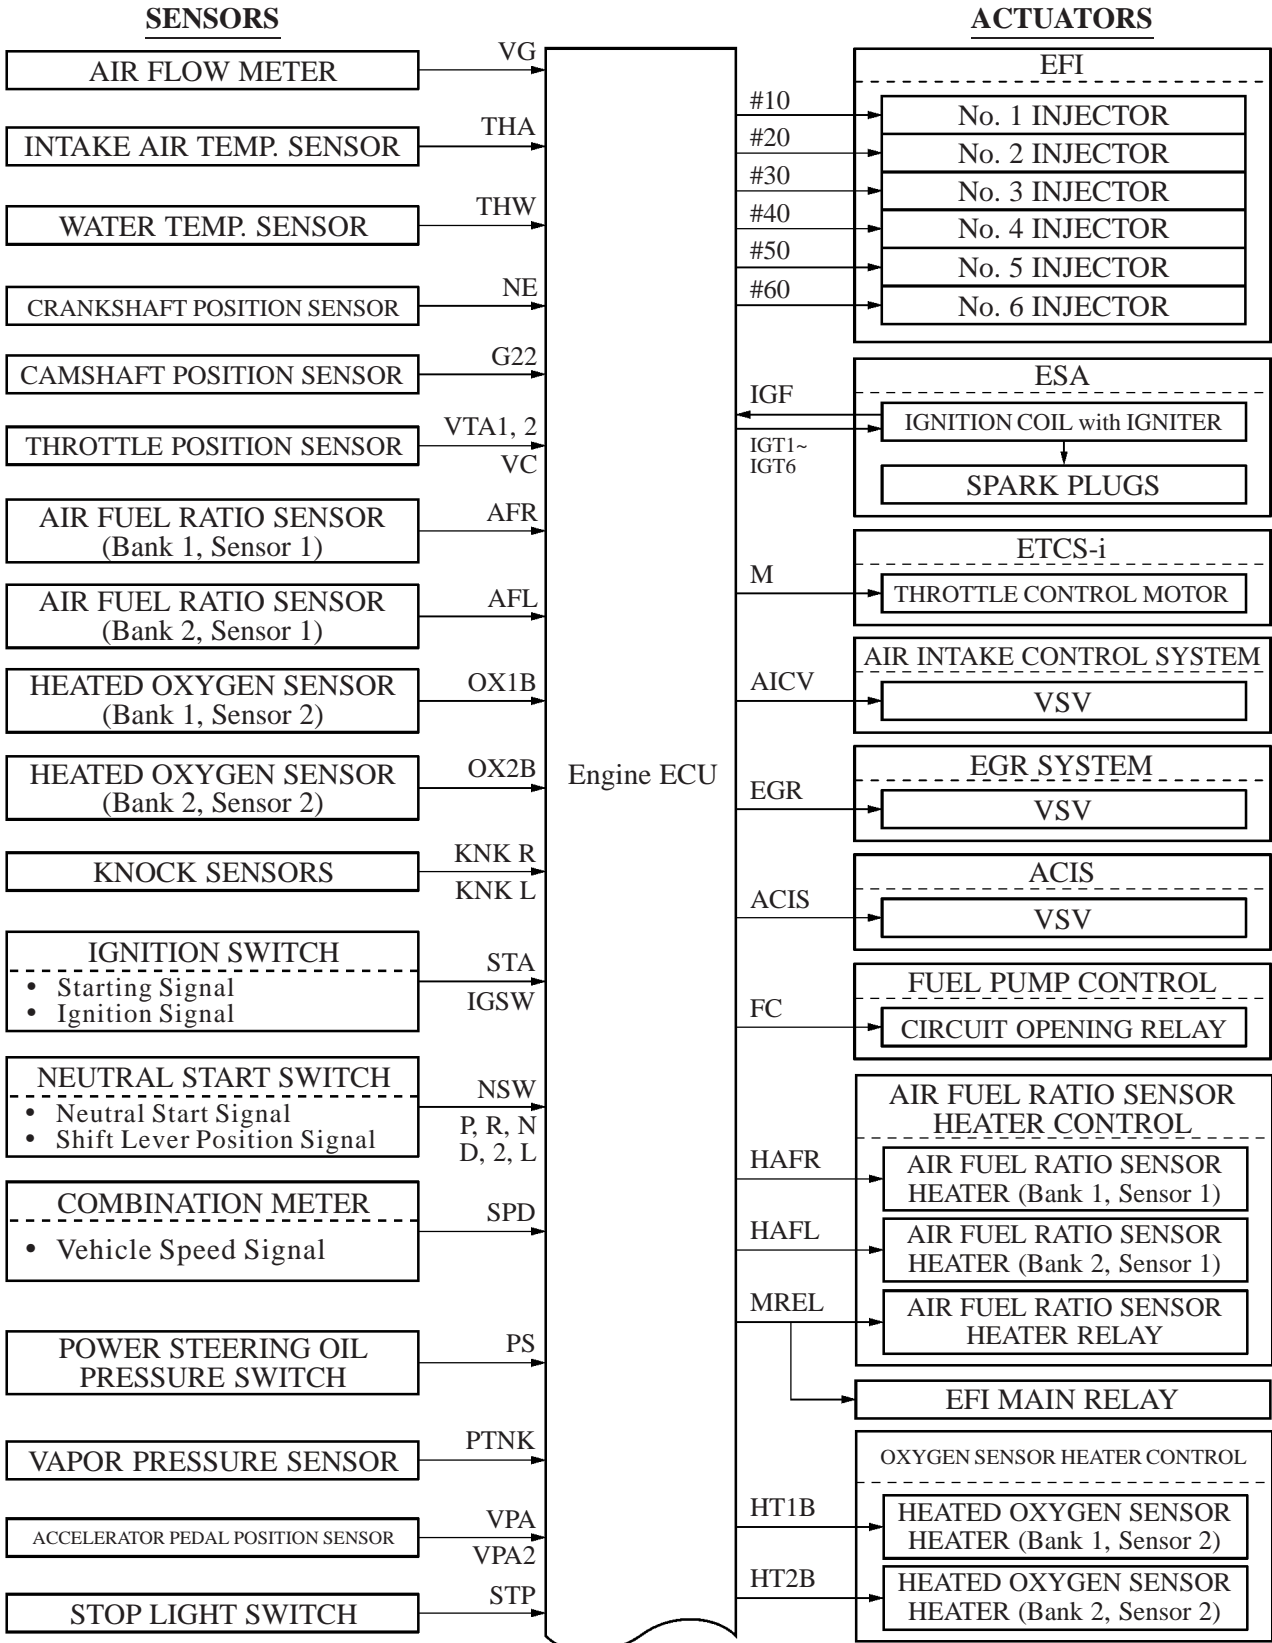 SENSORS
VG
AIR FLOW METER
THA
INTAKE AIR TEMP. SENSOR
THW
WATER TEMP. SENSOR
NE
CRANKSHAFT POSITION SENSOR
G22
CAMSHAFT POSITION SENSOR
VTA1, 2
THROTTLE POSITION SENSOR
VC
AIR FUEL RATIO SENSOR
(Bank 1, Sensor 1)
AFR
AIR FUEL RATIO SENSOR
(Bank 2, Sensor 1)
AFL
HEATED OXYGEN SENSOR
(Bank 1, Sensor 2)
OX1B
HEATED OXYGEN SENSOR
(Bank 2, Sensor 2)
OX2B
KNOCK SENSORS
KNK R
KNK L
IGNITION SWITCH
• Starting Signal
• Ignition Signal
STA
IGSW
NEUTRAL START SWITCH
• Neutral Start Signal
• Shift Lever Position Signal
NSW
P, R, N
D, 2, L
COMBINATION METER
• Vehicle Speed Signal
SPD
POWER STEERING OIL
PRESSURE SWITCH
PS
VAPOR PRESSURE SENSOR
PTNK
ACCELERATOR PEDAL POSITION SENSOR
VPA
VPA2
STOP LIGHT SWITCH
STP
Engine ECU
ACTUATORS
EFI
#10
No. 1 INJECTOR
#20
No. 2 INJECTOR
#30
No. 3 INJECTOR
#40
No. 4 INJECTOR
#50
No. 5 INJECTOR
#60
No. 6 INJECTOR
ESA
IGF
IGNITION COIL with IGNITER
IGT1~
IGT6
SPARK PLUGS
ETCS-i
M
THROTTLE CONTROL MOTOR
AIR INTAKE CONTROL SYSTEM
AICV
VSV
EGR SYSTEM
EGR
VSV
ACIS
ACIS
VSV
FUEL PUMP CONTROL
FC
CIRCUIT OPENING RELAY
AIR FUEL RATIO SENSOR
HEATER CONTROL
HAFR
AIR FUEL RATIO SENSOR
HEATER (Bank 1, Sensor 1)
HAFL
AIR FUEL RATIO SENSOR
HEATER (Bank 2, Sensor 1)
MREL
AIR FUEL RATIO SENSOR
HEATER RELAY
EFI MAIN RELAY
OXYGEN SENSOR HEATER CONTROL
HT1B
HEATED OXYGEN SENSOR
HEATER (Bank 1, Sensor 2)
HT2B
HEATED OXYGEN SENSOR
HEATER (Bank 2, Sensor 2)